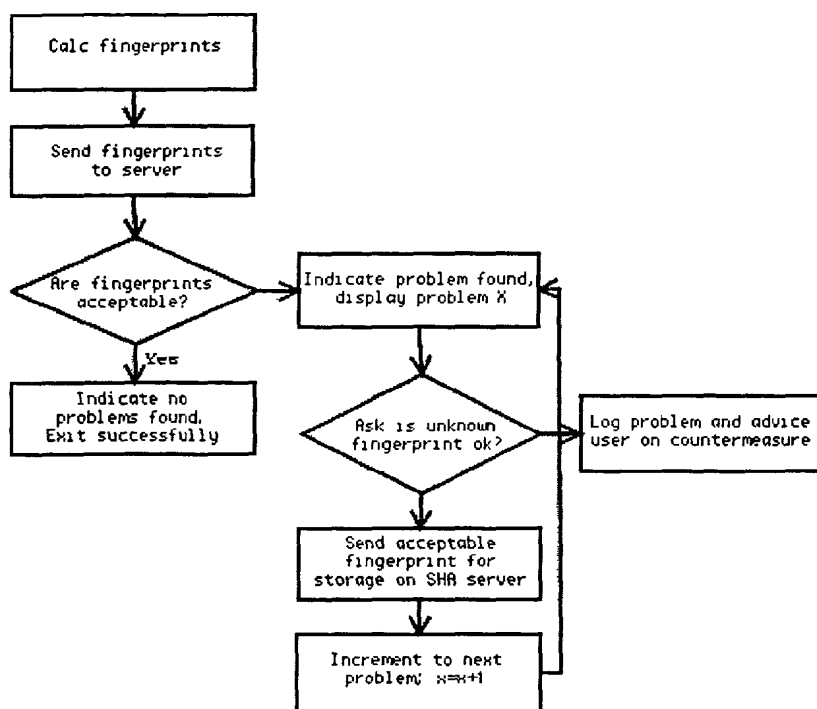 Calc fingerprints
Send fingerprints
to server
Are fingerprints
acceptable?
Yes
Indicate no
problems found.
Exit successfully
Indicate problem found,
display problem X
Ask is unknown
fingerprint ok?
Log problem and advice
user on countermeasure
Send acceptable
fingerprint for
storage on SHA server
Increment to next
problem; x=x+1